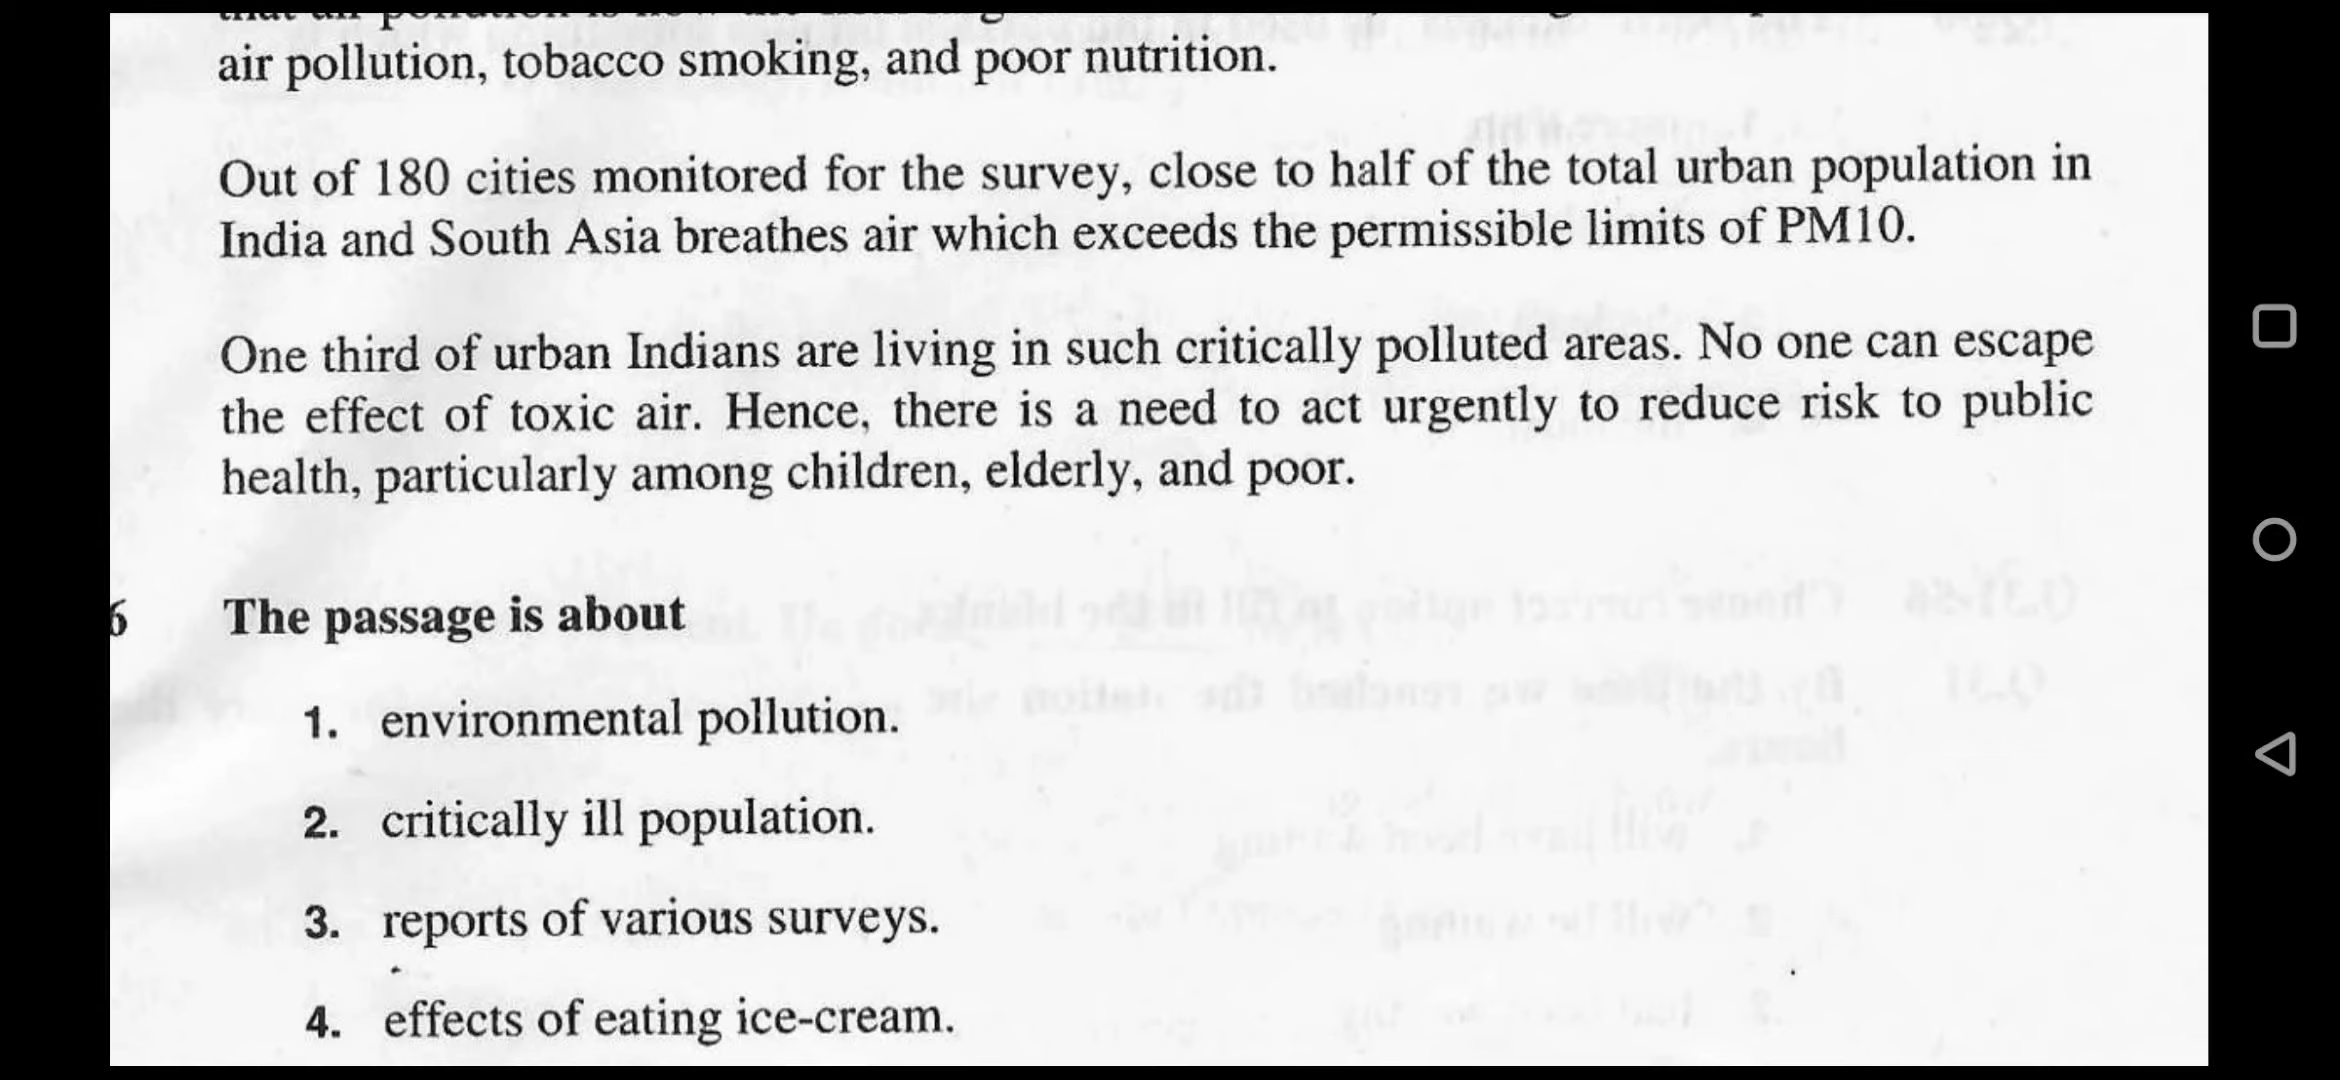 air pollution, tobacco smoking, and poor nutrition.
Out of 180 cities monitored for the survey, close to half of the total urban population in
India and South Asia breathes air which exceeds the permissible limits of PM10.
One third of urban Indians are living in such critically polluted areas. No one can escape
the effect of toxic air. Hence, there is a need to act urgently to reduce risk to public
health, particularly among children, elderly, and poor.
6 The passage is about
1. environmental pollution.
2. critically ill population.
3. reports of various surveys.
4. effects of eating ice-cream.